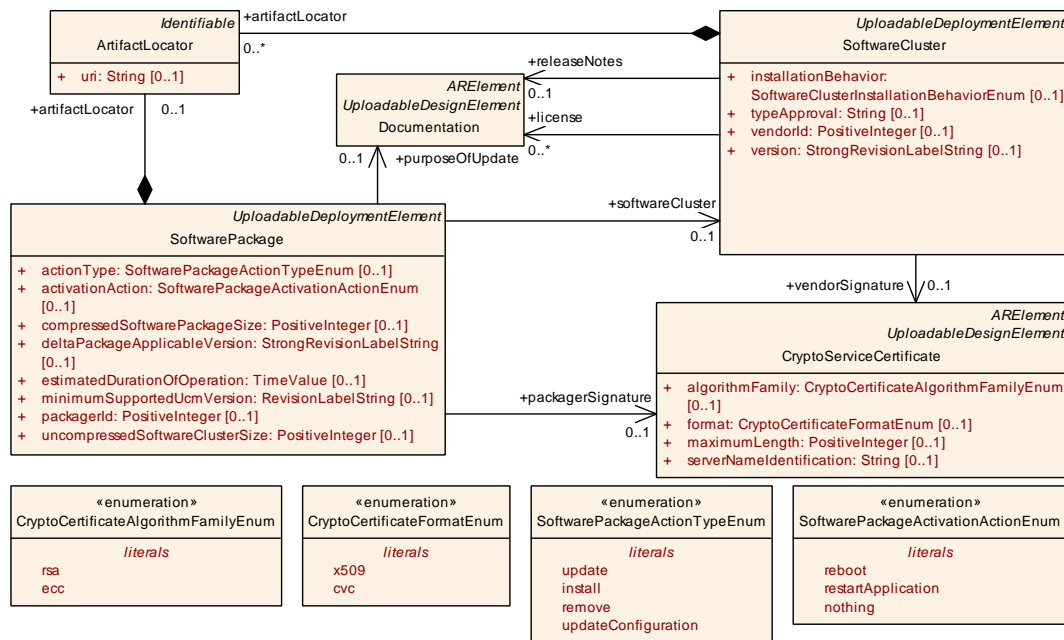 Identifiable
ArtifactLocator
+ uri: String [0..1]
+artifactLocator
0..*
+artifactLocator
0..1
UploadableDeploymentElement
SoftwareCluster
+ installationBehavior:
SoftwareClusterInstallationBehaviorEnum [0..1]
+ typeApproval: String [0..1]
+ vendorId: PositiveInteger [0..1]
+ version: StrongRevisionLabelString [0..1]
+releaseNotes
0..1
+license
0..*
ARElement
UploadableDesignElement
Documentation
0..1
+purposeOfUpdate
UploadableDeploymentElement
SoftwarePackage
+ actionType: SoftwarePackageActionTypeEnum [0..1]
+ activationAction: SoftwarePackageActivationActionEnum
[0..1]
+ compressedSoftwarePackageSize: PositiveInteger [0..1]
+ deltaPackageApplicableVersion: StrongRevisionLabelString
[0..1]
+ estimatedDurationOfOperation: TimeValue [0..1]
+ minimumSupportedUcmVersion: RevisionLabelString [0..1]
+ packagerId: PositiveInteger [0..1]
+ uncompressedSoftwareClusterSize: PositiveInteger [0..1]
+softwareCluster
0..1
+vendorSignature
0..1
+packagerSignature
0..1
ARElement
UploadableDesignElement
CryptoServiceCertificate
+ algorithmFamily: CryptoCertificateAlgorithmFamilyEnum
[0..1]
+ format: CryptoCertificateFormatEnum [0..1]
+ maximumLength: PositiveInteger [0..1]
+ serverNameIdentification: String [0..1]
«enumeration»
CryptoCertificateAlgorithmFamilyEnum
literals
rsa
ecc
«enumeration»
CryptoCertificateFormatEnum
literals
x509
cvc
«enumeration»
SoftwarePackageActionTypeEnum
literals
update
install
remove
updateConfiguration
«enumeration»
SoftwarePackageActivationActionEnum
literals
reboot
restartApplication
nothing